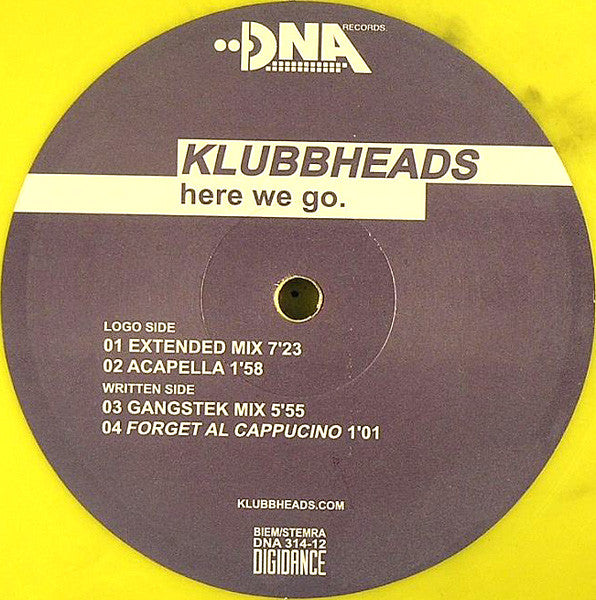 DNA RECORDS.
KLUBBHEADS
here we go.
LOGO SIDE
01 EXTENDED MIX 7'23
02 ACAPELLA 1'58
WRITTEN SIDE
03 GANGSTEK MIX 5'55
04 FORGET AL CAPPUCINO 1'01
KLUBBHEADS.COM
BIEM/STEMRA
DNA 314-12
DIGIDANCE